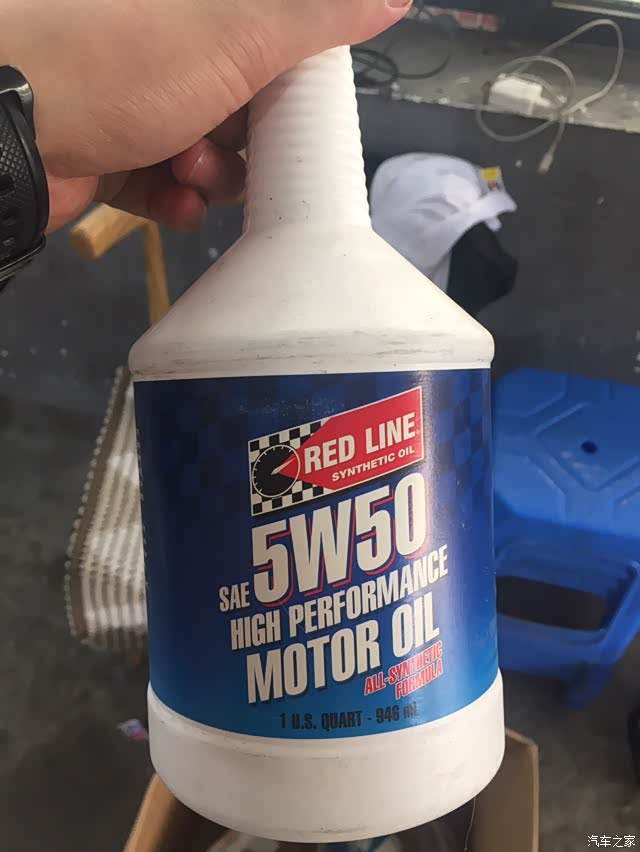 RED LINE
SYNTHETIC OIL
SAE 5W50
HIGH PERFORMANCE
MOTOR OIL
ALL-SYNTHETIC
FORMULA
1 U.S. QUART - 946 mL
汽车之家